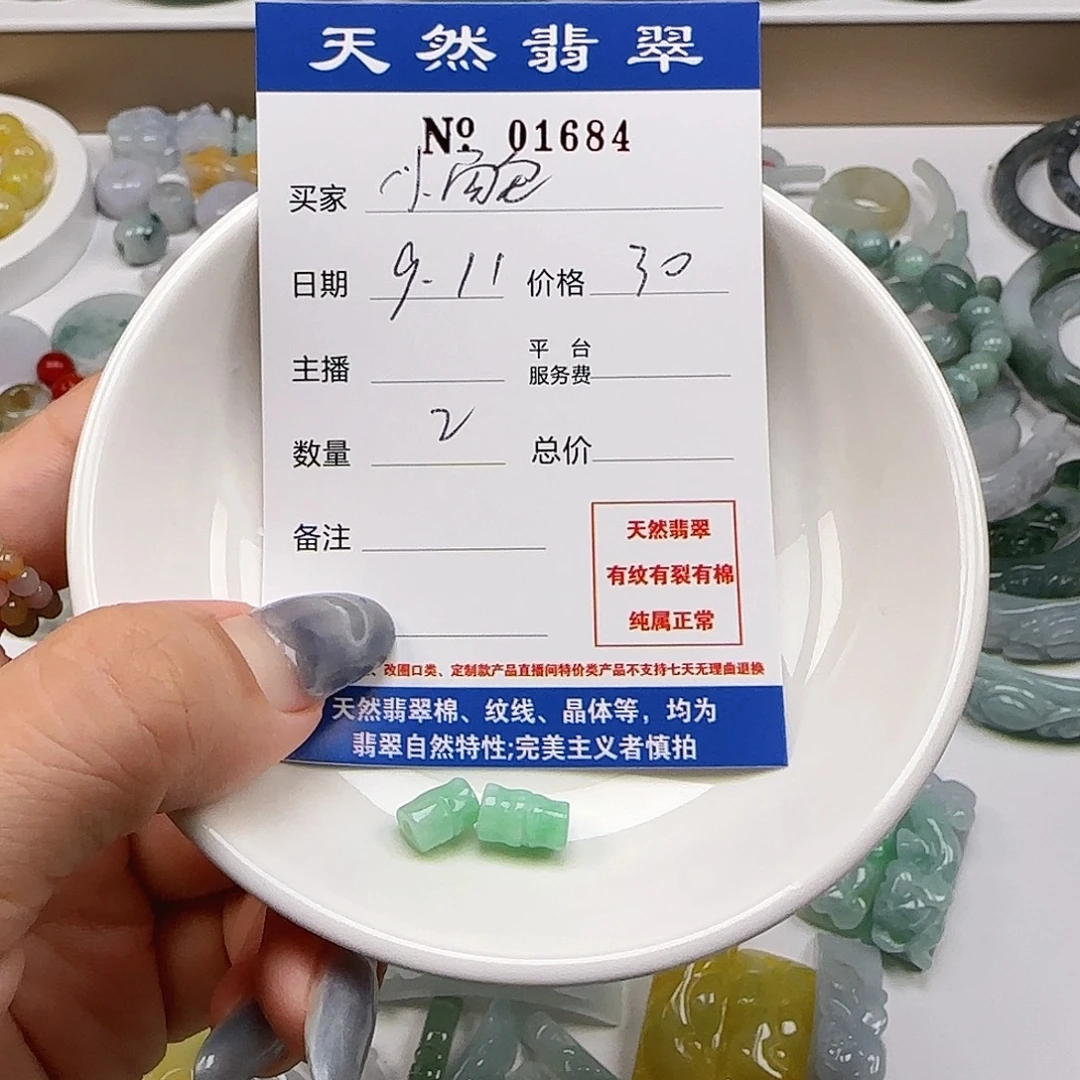 天然翡翠
Nº 01684
买家
日期 9-11 价格 30
主播 平台服务费
数量 2 总价
备注
天然翡翠
有纹有裂有棉
纯属正常
、改圈口类、定制款产品直播间特价类产品不支持七天无理由退换
天然翡翠棉、纹线、晶体等，均为
翡翠自然特性;完美主义者慎拍